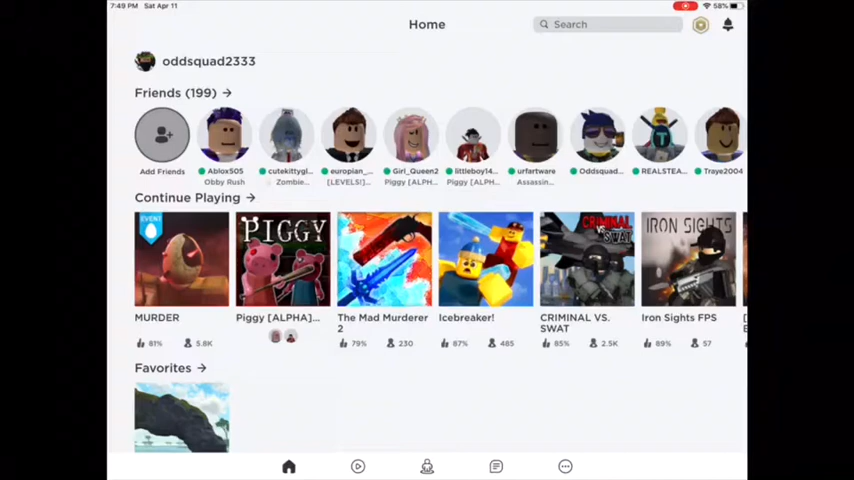 7:49 PM Sat Apr 11
58%
Home
Search
oddsquad2333
Friends (199)
Add Friends
Ablox505
Obby Rush
cutekittygl...
Zombie...
europian_...
[LEVELS!]...
Girl_Queen2
Piggy [ALPH...
littleboy14...
Piggy [ALPH...
urfartware
Assassin...
Oddsquad...
REALSTEA...
Traye2004
Continue Playing
EVENT
PIGGY
CRIMINAL
VS
SWAT
IRON SIGHTS
MURDER
Piggy [ALPHA]...
The Mad Murderer
2
Icebreaker!
CRIMINAL VS.
SWAT
Iron Sights FPS
81% 5.8K
79% 230
87% 485
85% 2.5K
89% 57
Favorites